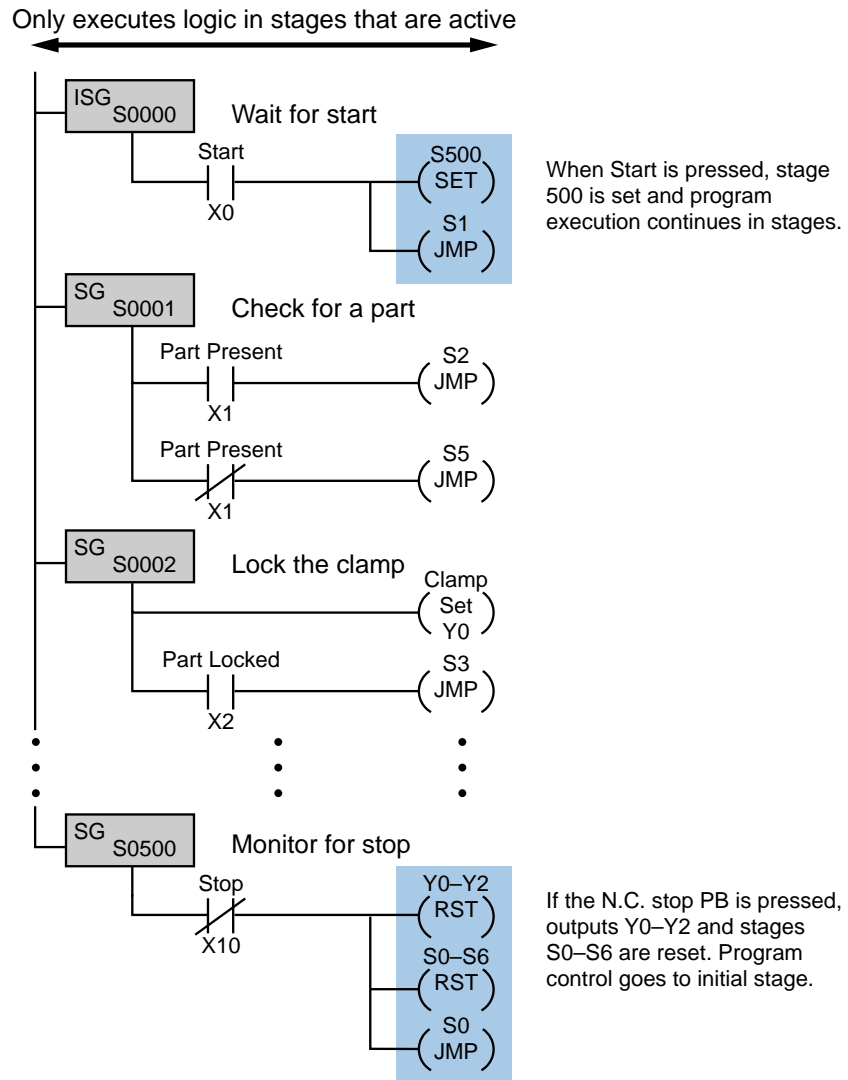 Only executes logic in stages that are active
ISG
S0000
Wait for start
Start
X0
S500
SET
S1
JMP
When Start is pressed, stage
500 is set and program
execution continues in stages.
SG
S0001
Check for a part
Part Present
X1
S2
JMP
Part Present
X1
S5
JMP
SG
S0002
Lock the clamp
Clamp
Set
Y0
Part Locked
X2
S3
JMP
SG
S0500
Monitor for stop
Stop
X10
Y0–Y2
RST
S0–S6
RST
S0
JMP
If the N.C. stop PB is pressed,
outputs Y0–Y2 and stages
S0–S6 are reset. Program
control goes to initial stage.